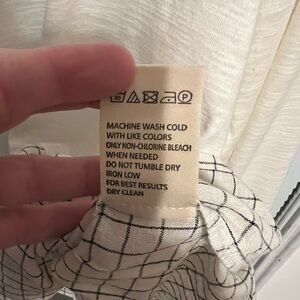 30 P
MACHINE WASH COLD
WITH LIKE COLORS
ONLY NON-CHLORINE BLEACH
WHEN NEEDED
DO NOT TUMBLE DRY
IRON LOW
FOR BEST RESULTS
DRY CLEAN